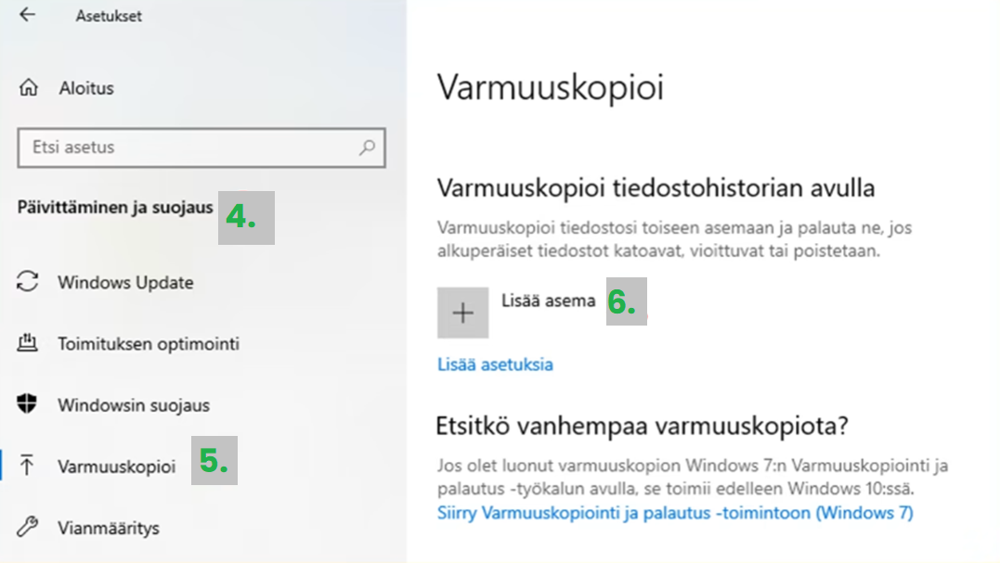 Asetukset
Aloitus
Etsi asetus
Päivittäminen ja suojaus 4.
Windows Update
Toimituksen optimointi
Windowsin suojaus
Varmuuskopioi 5.
Vianmääritys
Varmuuskopioi
Varmuuskopioi tiedostohistorian avulla
Varmuuskopioi tiedostosi toiseen asemaan ja palauta ne, jos
alkuperäiset tiedostot katoavat, vioittuvat tai poistetaan.
Lisää asema 6.
Lisää asetuksia
Etsitkö vanhempaa varmuuskopiota?
Jos olet luonut varmuuskopion Windows 7:n Varmuuskopiointi ja
palautus -työkalun avulla, se toimii edelleen Windows 10:ssä.
Siirry Varmuuskopiointi ja palautus -toimintoon (Windows 7)